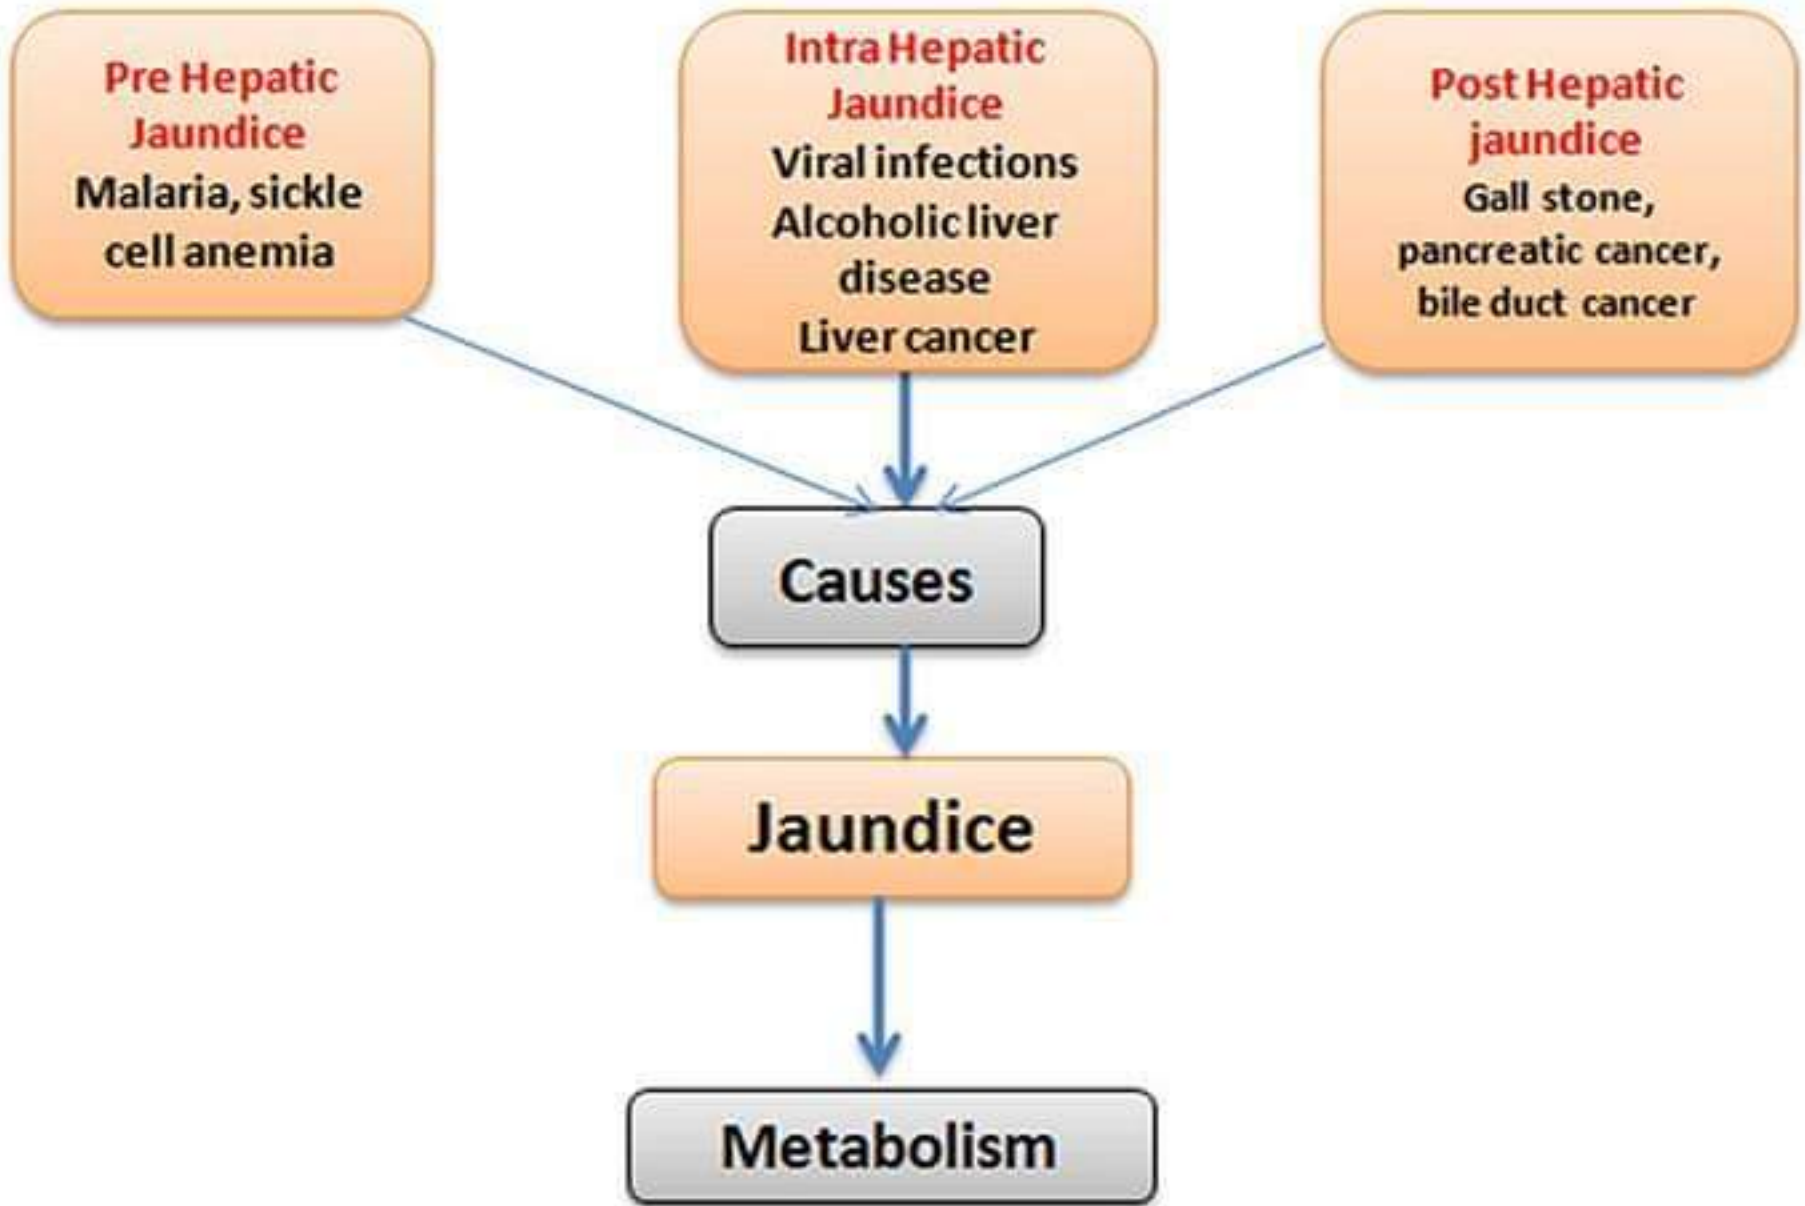 Pre Hepatic
Jaundice
Malaria, sickle
cell anemia
Intra Hepatic
Jaundice
Viral infections
Alcoholic liver
disease
Liver cancer
Post Hepatic
jaundice
Gall stone,
pancreatic cancer,
bile duct cancer
Causes
Jaundice
Metabolism